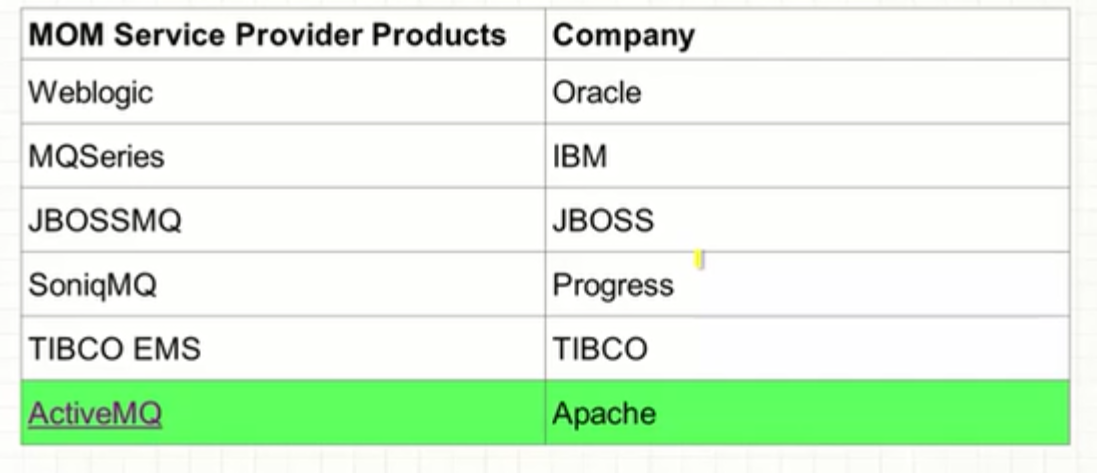 MOM Service Provider Products Company
Weblogic Oracle
MQSeries IBM
JBOSSMQ JBOSS
SoniqMQ Progress
TIBCO EMS TIBCO
ActiveMQ Apache